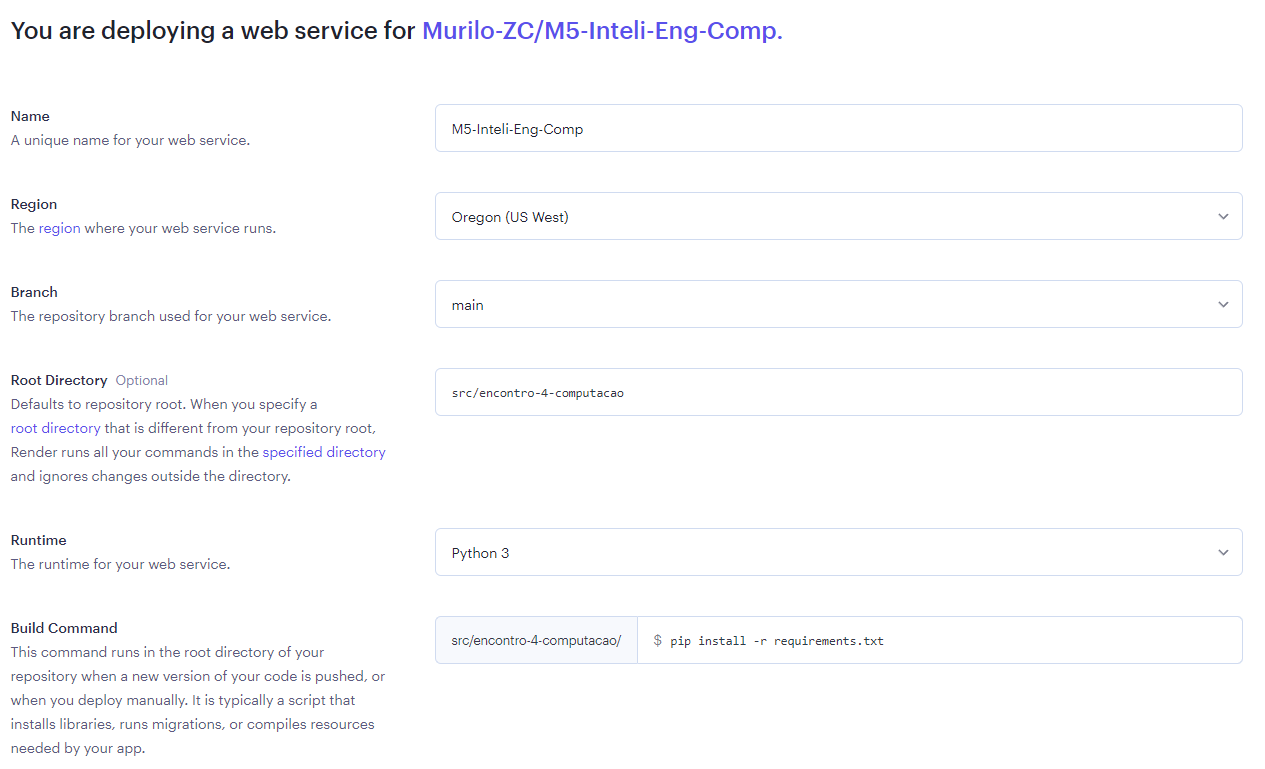 You are deploying a web service for Murilo-ZC/M5-Inteli-Eng-Comp.
Name
A unique name for your web service.
M5-Inteli-Eng-Comp
Region
The region where your web service runs.
Oregon (US West)
Branch
The repository branch used for your web service.
main
Root Directory Optional
Defaults to repository root. When you specify a
root directory that is different from your repository root,
Render runs all your commands in the specified directory
and ignores changes outside the directory.
src/encontro-4-computacao
Runtime
The runtime for your web service.
Python 3
Build Command
This command runs in the root directory of your
repository when a new version of your code is pushed, or
when you deploy manually. It is typically a script that
installs libraries, runs migrations, or compiles resources
needed by your app.
src/encontro-4-computacao/ $ pip install -r requirements.txt